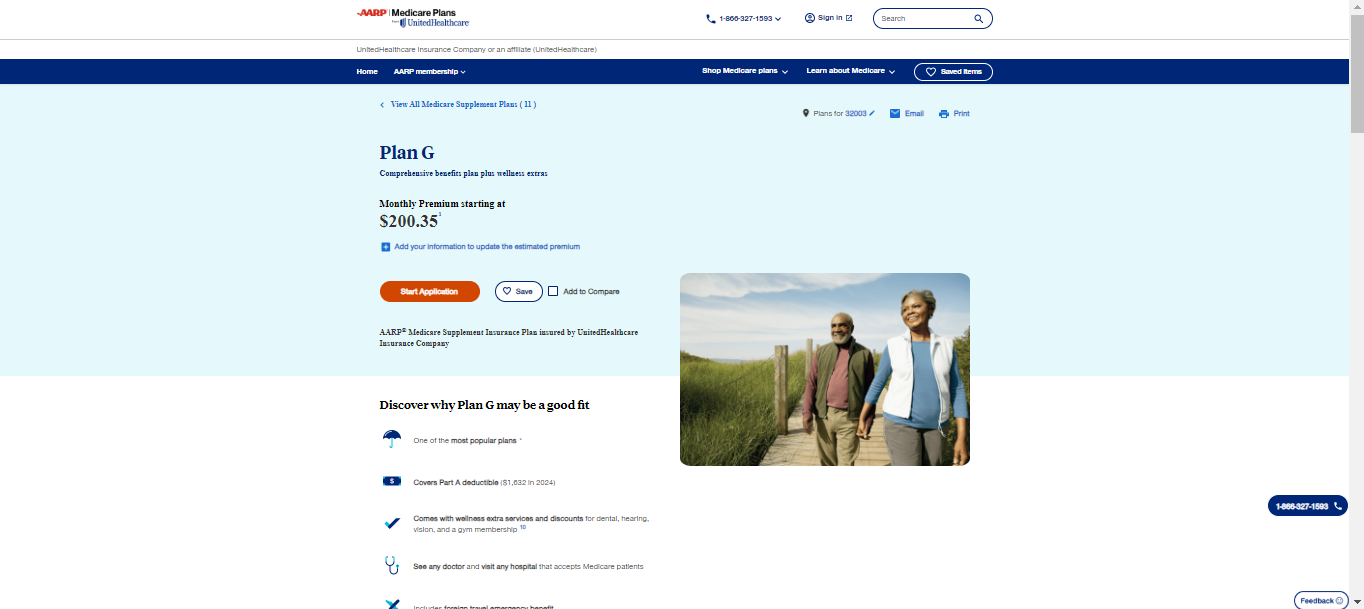 AARP | Medicare Plans
from UnitedHealthcare
1-866-327-1593
Sign in
Search
UnitedHealthcare Insurance Company or an affiliate (UnitedHealthcare)
Home
AARP membership
Shop Medicare plans
Learn about Medicare
Saved items
View All Medicare Supplement Plans ( 11 )
Plans for 32003
Email
Print
Plan G
Comprehensive benefits plan plus wellness extras
Monthly Premium starting at
$200.35¹
Add your information to update the estimated premium
Start Application
Save
Add to Compare
AARP® Medicare Supplement Insurance Plan insured by UnitedHealthcare
Insurance Company
Discover why Plan G may be a good fit
One of the most popular plans *
$
Covers Part A deductible ($1,632 in 2024)
Comes with wellness extra services and discounts for dental, hearing,
vision, and a gym membership 10
1-866-327-1593
See any doctor and visit any hospital that accepts Medicare patients
Includes foreign travel emergency benefit
Feedback